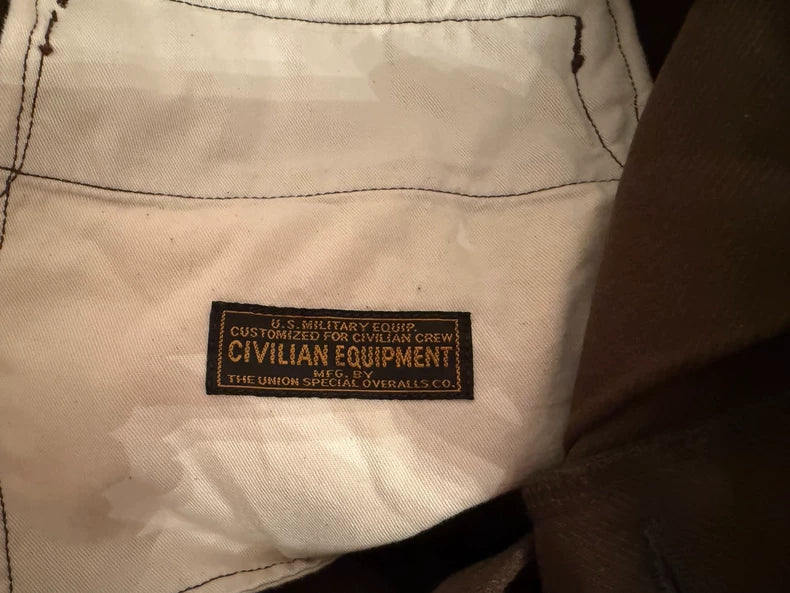 U.S. MILITARY EQUIP.
CUSTOMIZED FOR CIVILIAN CREW
CIVILIAN EQUIPMENT
MFG. BY
THE UNION SPECIAL OVERALLS CO.